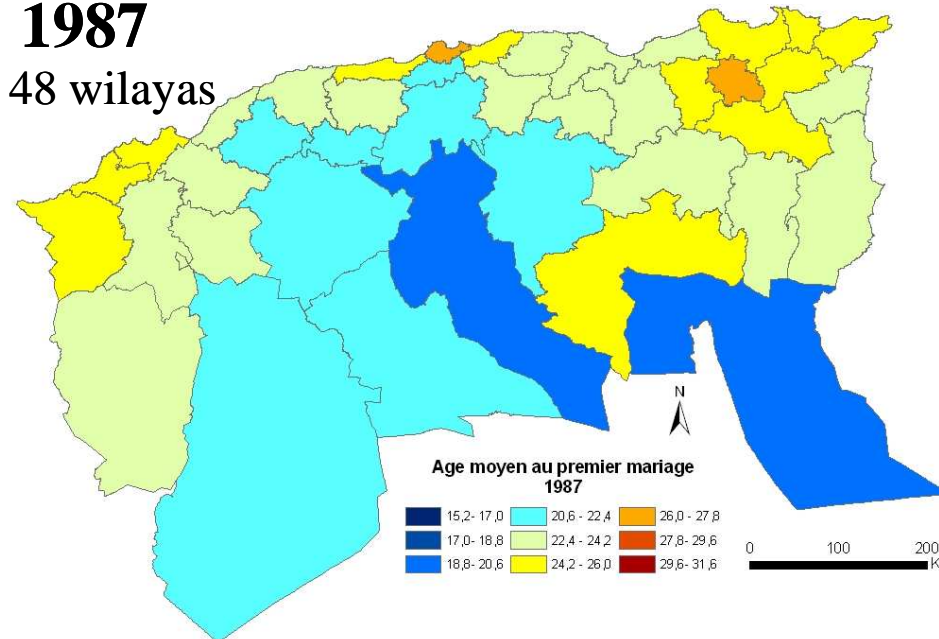 1987
48 wilayas
N
Age moyen au premier mariage
1987
15,2- 17,0
20,6 - 22,4
26,0 - 27,8
17,0 - 18,8
22,4 - 24,2
27,8 - 29,6
18,8- 20,6
24,2 - 26,0
29,6- 31,6
0 100 200
K